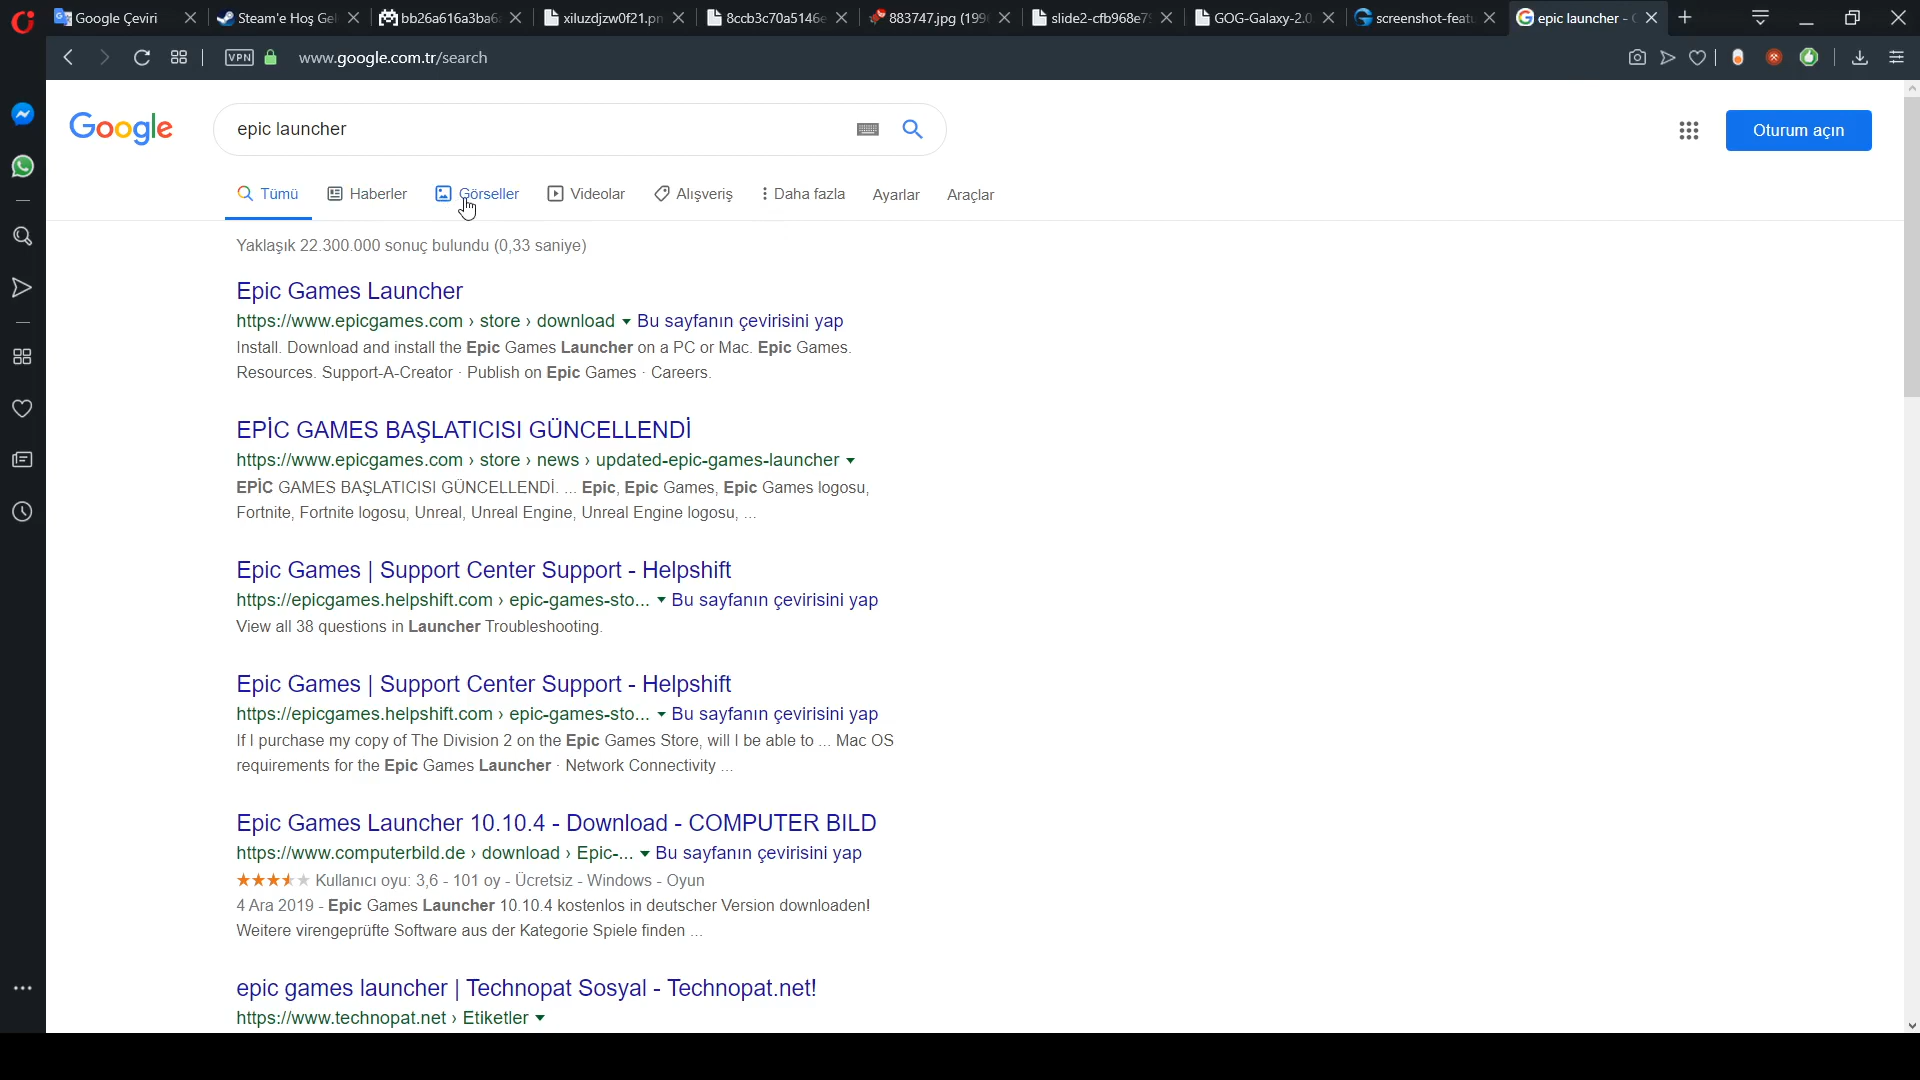 Google Çeviri
Steam'e Hoş Gel
bb26a616a3ba6
xiluzdjzw0f21.pn
8ccb3c70a5146e
883747.jpg (199
slide2-cfb968e7
GOG-Galaxy-2.0
screenshot-featu
epic launcher -
VPN
www.google.com.tr/search
Google
epic launcher
Oturum açın
Tümü
Haberler
Görseller
Videolar
Alışveriş
Daha fazla
Ayarlar
Araçlar
Yaklaşık 22.300.000 sonuç bulundu (0,33 saniye)
Epic Games Launcher
https://www.epicgames.com › store › download ▾ Bu sayfanın çevirisini yap
Install. Download and install the Epic Games Launcher on a PC or Mac. Epic Games.
Resources. Support-A-Creator · Publish on Epic Games · Careers.
EPİC GAMES BAŞLATICISI GÜNCELLENDİ
https://www.epicgames.com › store › news › updated-epic-games-launcher ▾
EPİC GAMES BAŞLATICISI GÜNCELLENDİ. ... Epic, Epic Games, Epic Games logosu,
Fortnite, Fortnite logosu, Unreal, Unreal Engine, Unreal Engine logosu, ...
Epic Games | Support Center Support - Helpshift
https://epicgames.helpshift.com › epic-games-sto... ▾ Bu sayfanın çevirisini yap
View all 38 questions in Launcher Troubleshooting.
Epic Games | Support Center Support - Helpshift
https://epicgames.helpshift.com › epic-games-sto... ▾ Bu sayfanın çevirisini yap
If I purchase my copy of The Division 2 on the Epic Games Store, will I be able to ... Mac OS
requirements for the Epic Games Launcher · Network Connectivity ...
Epic Games Launcher 10.10.4 - Download - COMPUTER BILD
https://www.computerbild.de › download › Epic-... ▾ Bu sayfanın çevirisini yap
Kullanıcı oyu: 3,6 - 101 oy - Ücretsiz - Windows - Oyun
4 Ara 2019 - Epic Games Launcher 10.10.4 kostenlos in deutscher Version downloaden!
Weitere virengeprüfte Software aus der Kategorie Spiele finden ...
epic games launcher | Technopat Sosyal - Technopat.net!
https://www.technopat.net › Etiketler ▾